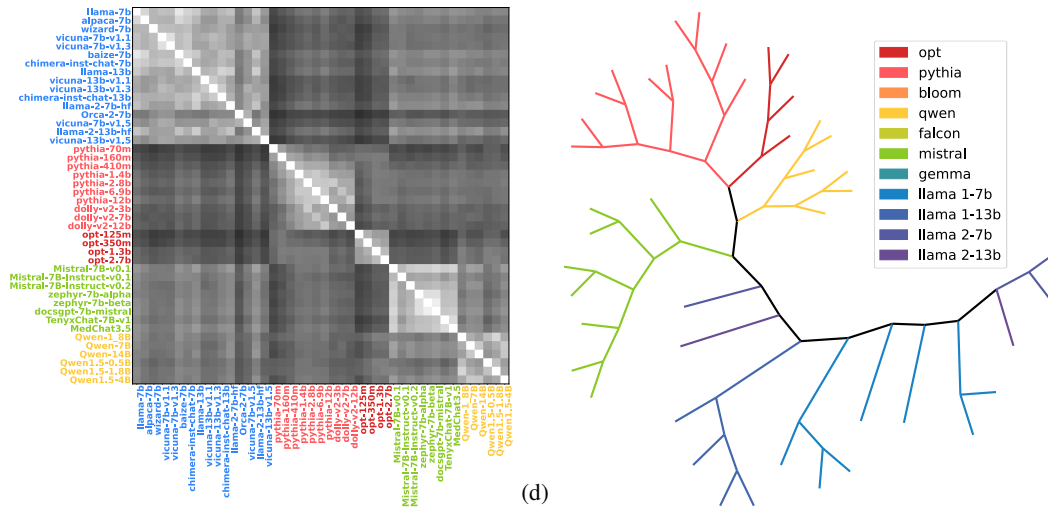 llama-7b
alpaca-7b
wizard-7b
vicuna-7b-v1.1
vicuna-7b-v1.3
baize-7b
chimera-inst-chat-7b
llama-13b
vicuna-13b-v1.1
vicuna-13b-v1.3
chimera-inst-chat-13b
llama-2-7b-hf
Orca-2-7b
vicuna-7b-v1.5
llama-2-13b-hf
vicuna-13b-v1.5
pythia-70m
pythia-160m
pythia-410m
pythia-1.4b
pythia-2.8b
pythia-6.9b
pythia-12b
dolly-v2-3b
dolly-v2-7b
dolly-v2-12b
opt-125m
opt-350m
opt-1.3b
opt-2.7b
Mistral-7B-v0.1
Mistral-7B-Instruct-v0.1
Mistral-7B-Instruct-v0.2
zephyr-7b-alpha
zephyr-7b-beta
docsgpt-7b-mistral
TenyxChat-7B-v1
MedChat3.5
Qwen-1_8B
Qwen-7B
Qwen-14B
Qwen1.5-0.5B
Qwen1.5-1.8B
Qwen1.5-4B
llama-7b
alpaca-7b
wizard-7b
vicuna-7b-v1.1
vicuna-7b-v1.3
baize-7b
chimera-inst-chat-7b
llama-13b
vicuna-13b-v1.1
vicuna-13b-v1.3
chimera-inst-chat-13b
llama-2-7b-hf
Orca-2-7b
vicuna-7b-v1.5
llama-2-13b-hf
vicuna-13b-v1.5
pythia-70m
pythia-160m
pythia-410m
pythia-1.4b
pythia-2.8b
pythia-6.9b
pythia-12b
dolly-v2-3b
dolly-v2-7b
dolly-v2-12b
opt-125m
opt-350m
opt-1.3b
opt-2.7b
Mistral-7B-v0.1
Mistral-7B-Instruct-v0.1
Mistral-7B-Instruct-v0.2
zephyr-7b-alpha
zephyr-7b-beta
docsgpt-7b-mistral
TenyxChat-7B-v1
MedChat3.5
Qwen-1_8B
Qwen-7B
Qwen-14B
Qwen1.5-0.5B
Qwen1.5-1.8B
Qwen1.5-4B
(d)
opt
pythia
bloom
qwen
falcon
mistral
gemma
llama 1-7b
llama 1-13b
llama 2-7b
llama 2-13b